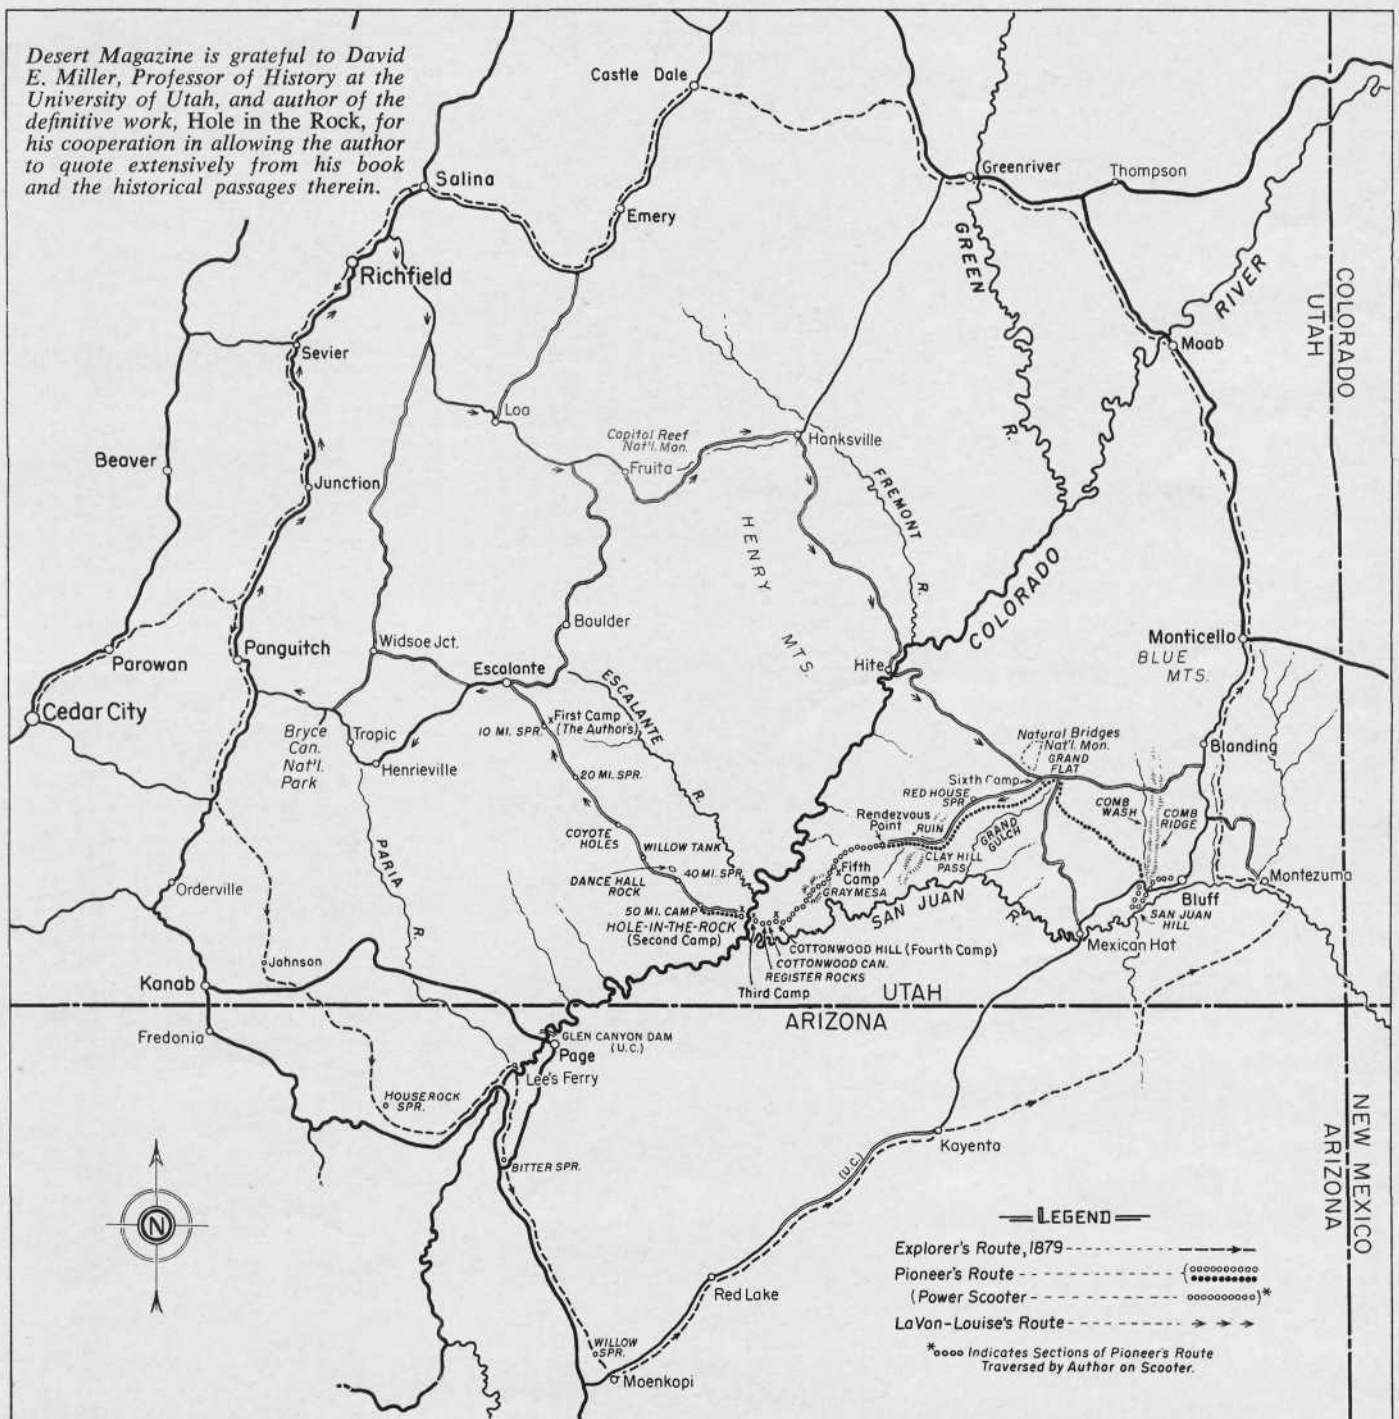 Desert Magazine is grateful to David
E. Miller, Professor of History at the
University of Utah, and author of the
definitive work, Hole in the Rock, for
his cooperation in allowing the author
to quote extensively from his book
and the historical passages therein.
Castle Dale
Greenriver
Thompson
Salina
Emery
GREEN
R.
RIVER
COLORADO
UTAH
Richfield
Sevier
Moab
Loa
Capitol Reef
Nat'l. Mon.
Hanksville
Beaver
Fruita
Junction
FREMONT
R.
HENRY
MTS.
COLORADO
Boulder
Parowan
Panguitch
Widsoe Jct.
Escalante
ESCALANTE
R.
Hite
Monticello
BLUE
MTS.
Cedar City
First Camp
(The Author's)
10 MI. SPR.
Bryce
Can.
Nat'l.
Park
Tropic
Henrieville
Natural Bridges
Nat'l. Mon.
GRAND
FLAT
Blanding
20 MI. SPR.
Sixth Camp
RED HOUSE
SPR.
COMB
WASH
COMB
RIDGE
Rendezvous
Point
RUIN
GRAND
GULCH
COYOTE
HOLES
WILLOW TANK
CLAY HILL
PASS
PARIA
R.
40 MI. SPR.
DANCE HALL
ROCK
Fifth
Camp
GRAY MESA
Orderville
Montezuma
50 MI. CAMP
HOLE-IN-THE-ROCK
(Second Camp)
SAN JUAN
R.
Bluff
SAN JUAN
HILL
COTTONWOOD HILL (Fourth Camp)
Mexican Hat
COTTONWOOD CAN.
REGISTER ROCKS
Third Camp
Johnson
Kanab
UTAH
ARIZONA
Fredonia
GLEN CANYON DAM
(U.C.)
Page
Lee's Ferry
HOUSEROCK
SPR.
Kayenta
NEW MEXICO
ARIZONA
BITTER SPR.
(U.C.)
N
LEGEND
Explorer's Route, 1879
Pioneer's Route
(Power Scooter )*
LaVon-Louise's Route
*oooo Indicates Sections of Pioneer's Route
Traversed by Author on Scooter.
Red Lake
WILLOW
SPR.
Moenkopi